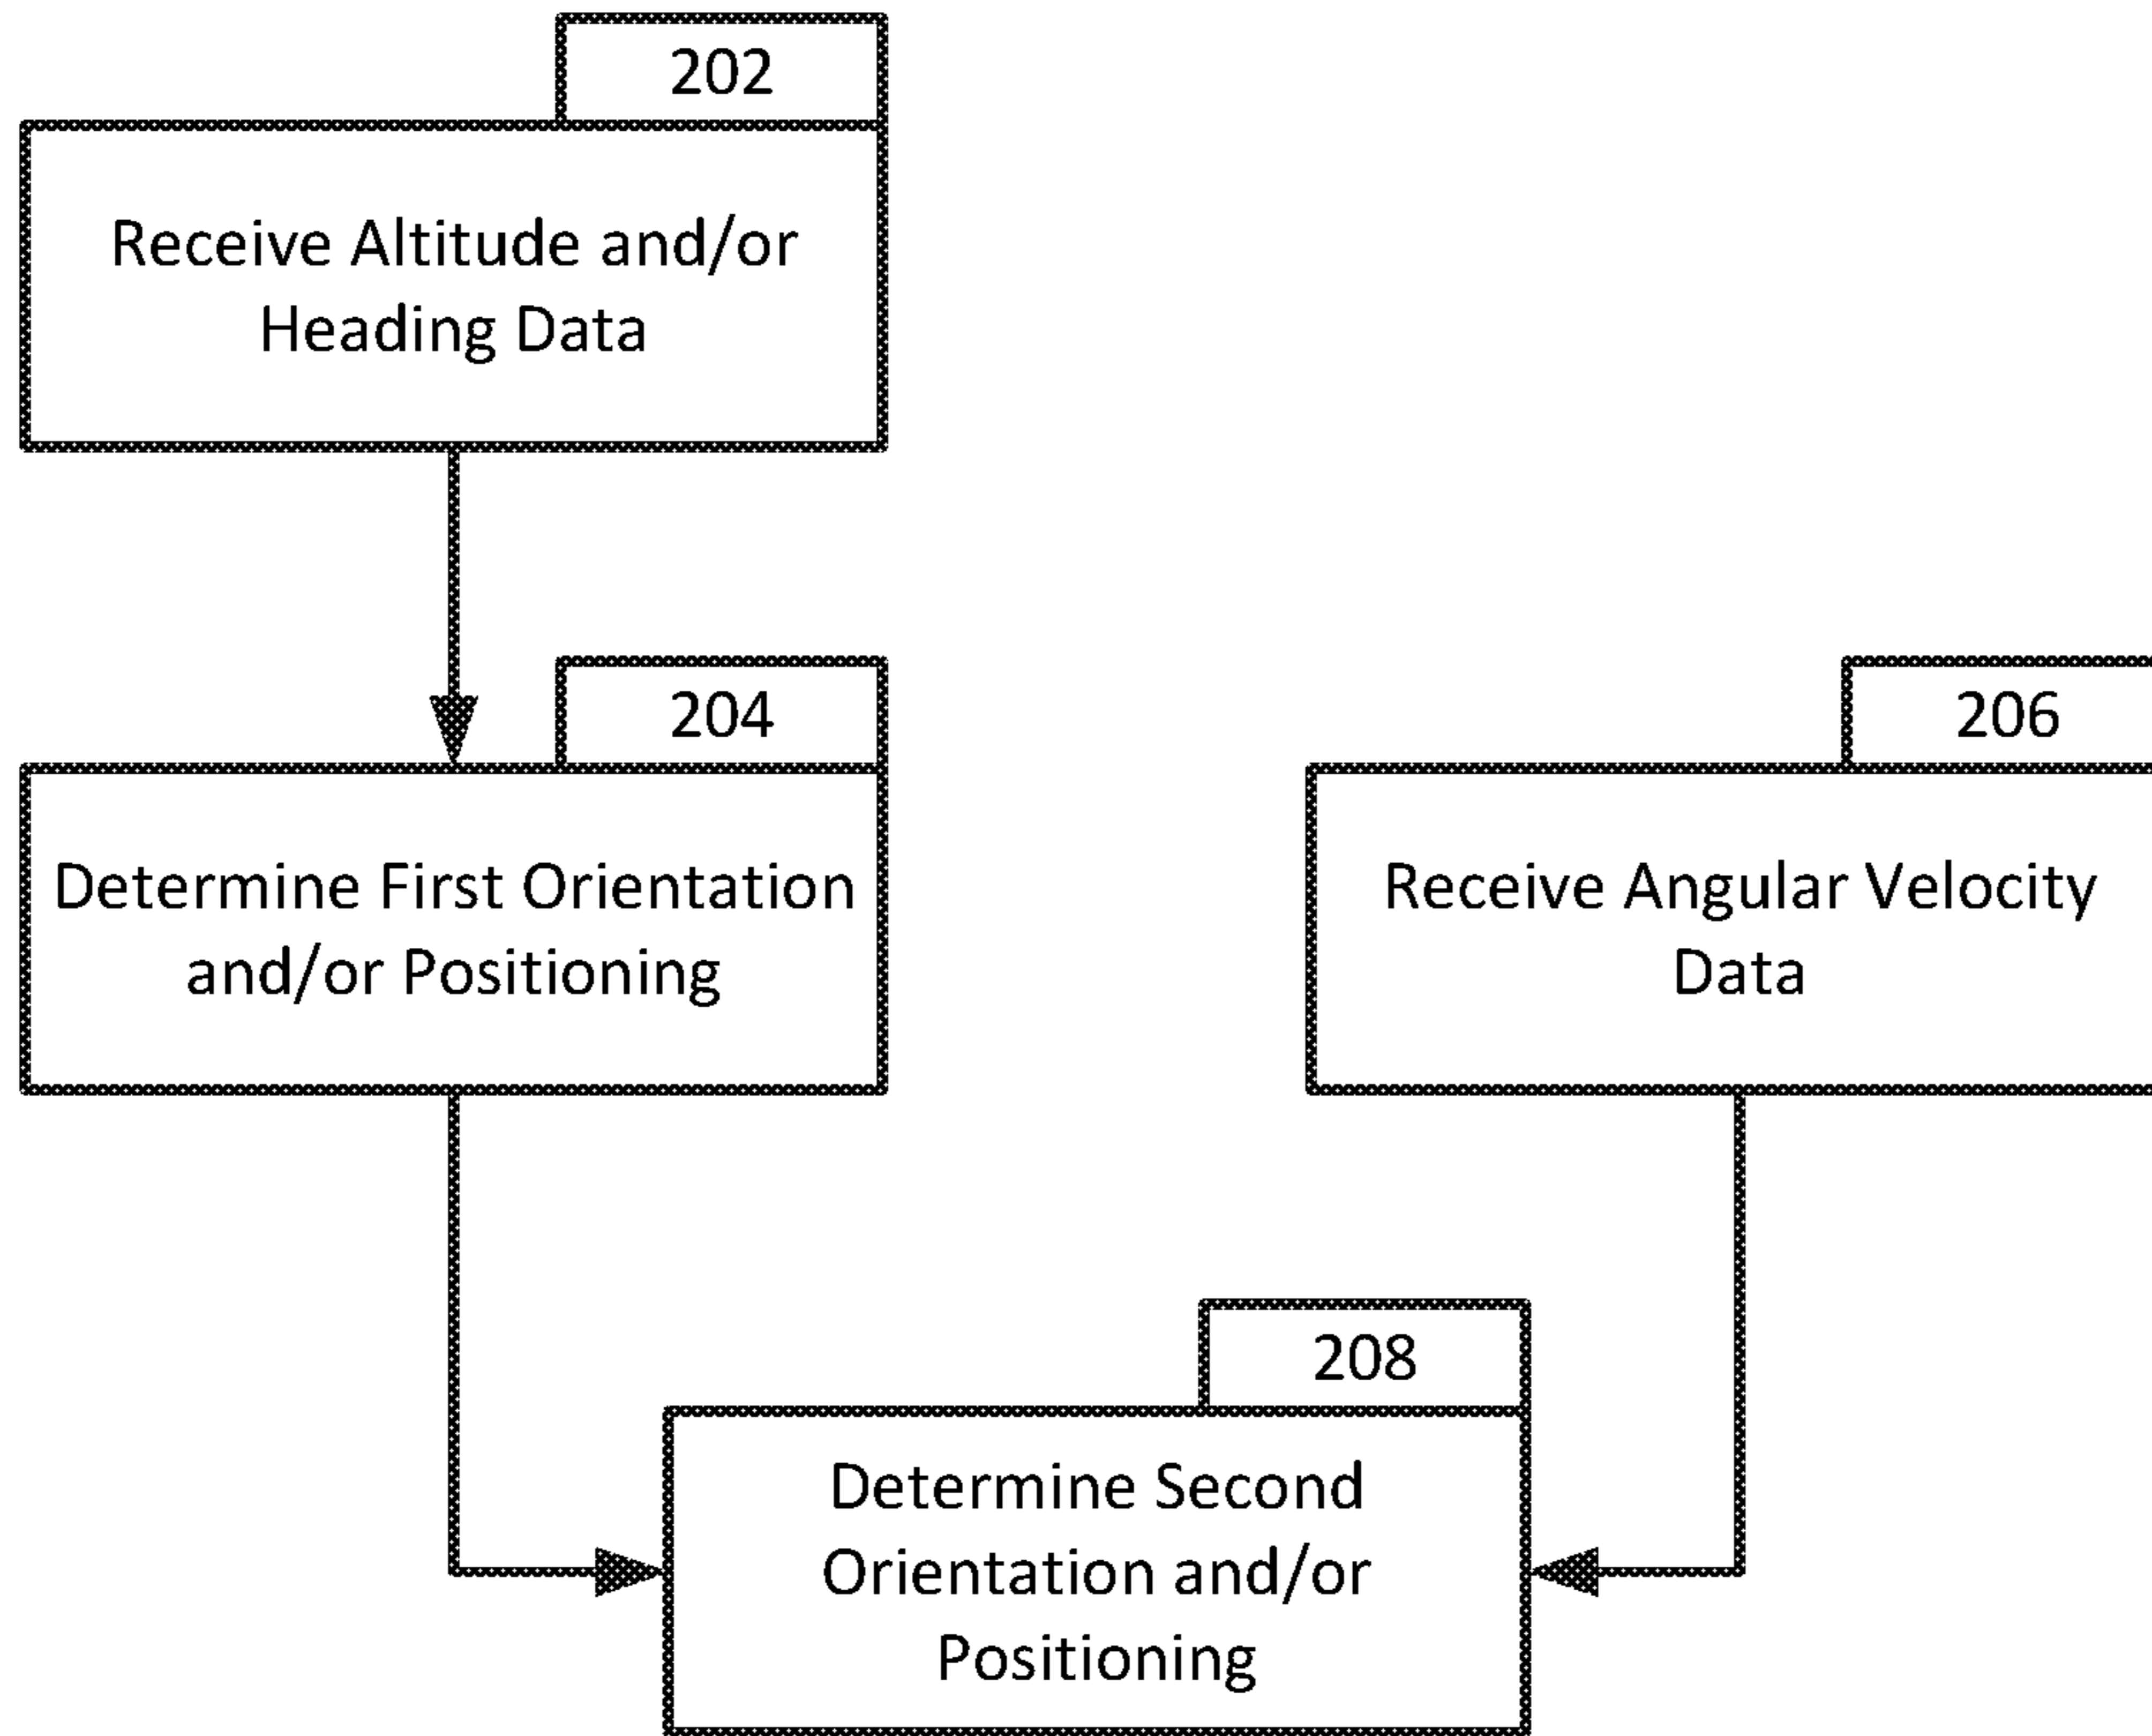 202
Receive Altitude and/or
Heading Data
204
Determine First Orientation
and/or Positioning
206
Receive Angular Velocity
Data
208
Determine Second
Orientation and/or
Positioning